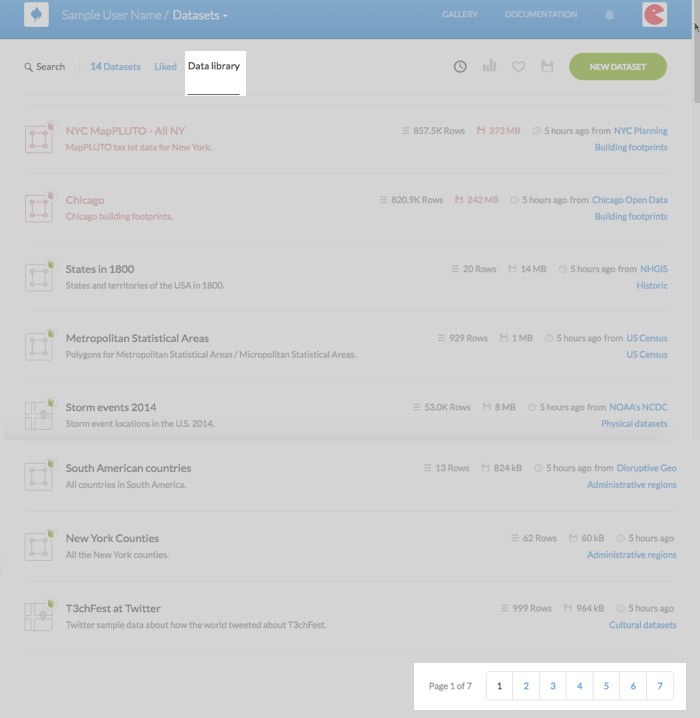 Sample User Name / Datasets
GALLERY DOCUMENTATION
Search 14 Datasets Liked Data library NEW DATASET
NYC MapPLUTO - All NY 857.5K Rows 373 MB 5 hours ago from NYC Planning
MapPLUTO tax lot data for New York. Building footprints
Chicago 820.9K Rows 242 MB 5 hours ago from Chicago Open Data
Chicago building footprints. Building footprints
States in 1800 20 Rows 14 MB 5 hours ago from NHGIS
States and territories of the USA in 1800. Historic
Metropolitan Statistical Areas 929 Rows 1 MB 5 hours ago from US Census
Polygons for Metropolitan Statistical Areas / Micropolitan Statistical Areas. US Census
Storm events 2014 53.0K Rows 8 MB 5 hours ago from NOAA's NCDC
Storm event locations in the U.S. 2014. Physical datasets
South American countries 13 Rows 824 kB 5 hours ago from Disruptive Geo
All countries in South America. Administrative regions
New York Counties 62 Rows 60 kB 5 hours ago
All the New York counties. Administrative regions
T3chFest at Twitter 999 Rows 964 kB 5 hours ago
Twitter sample data about how the world tweeted about T3chFest. Cultural datasets
Page 1 of 7 1 2 3 4 5 6 7